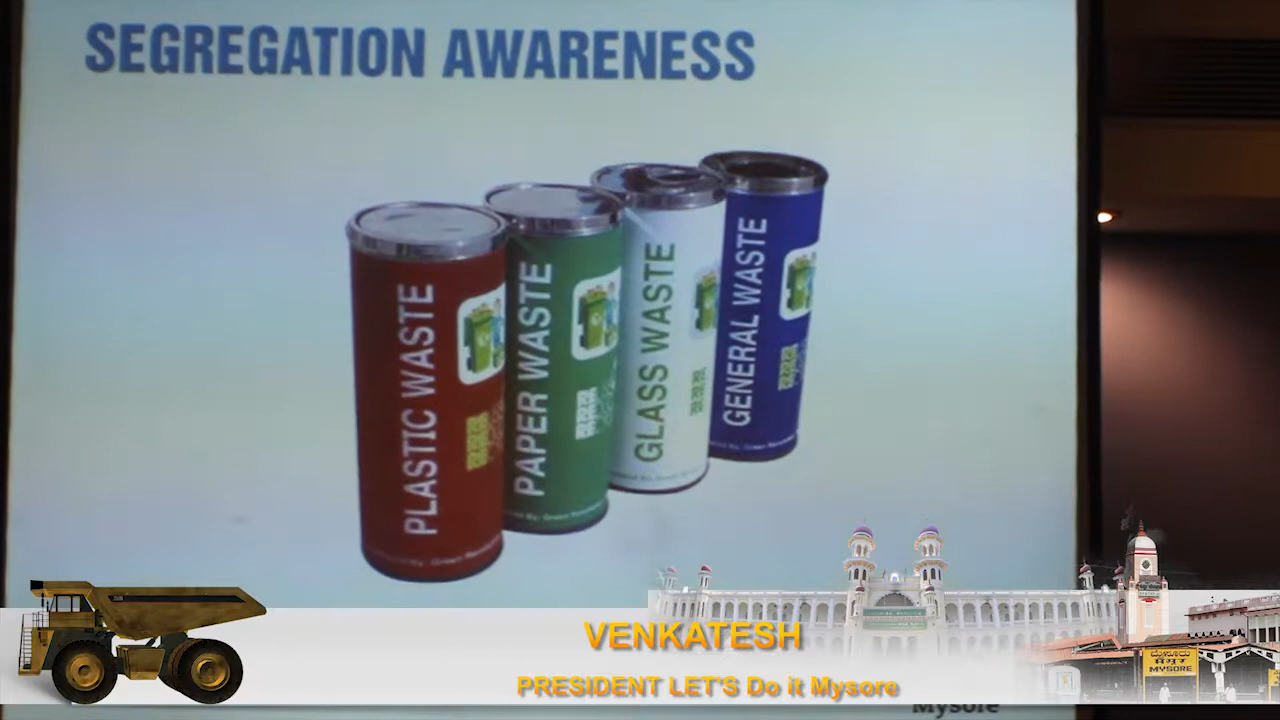 SEGREGATION AWARENESS
PLASTIC WASTE
PAPER WASTE
GLASS WASTE
GENERAL WASTE
VENKATESH
PRESIDENT LET'S Do it Mysore
ಮೈಸೂರು
मैसूर
MYSORE
Mysore